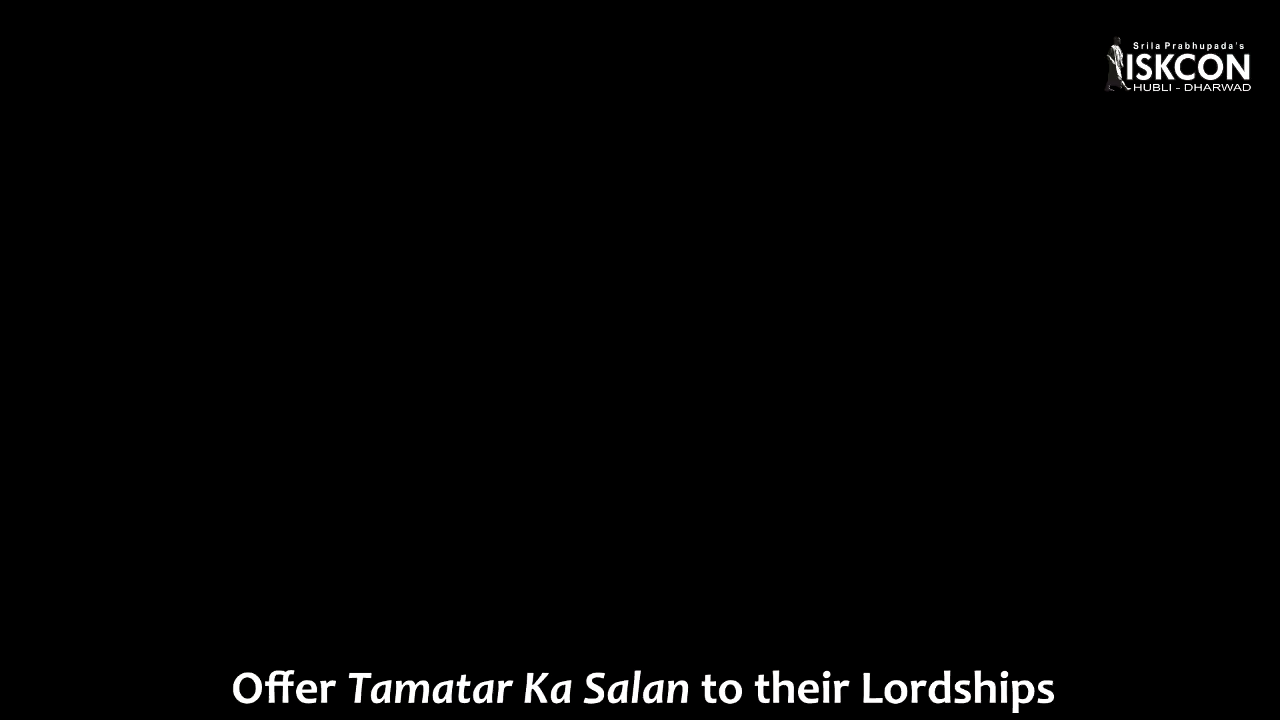 Srila Prabhupada's
ISKCON
HUBLI - DHARWAD
Offer Tamatar Ka Salan to their Lordships